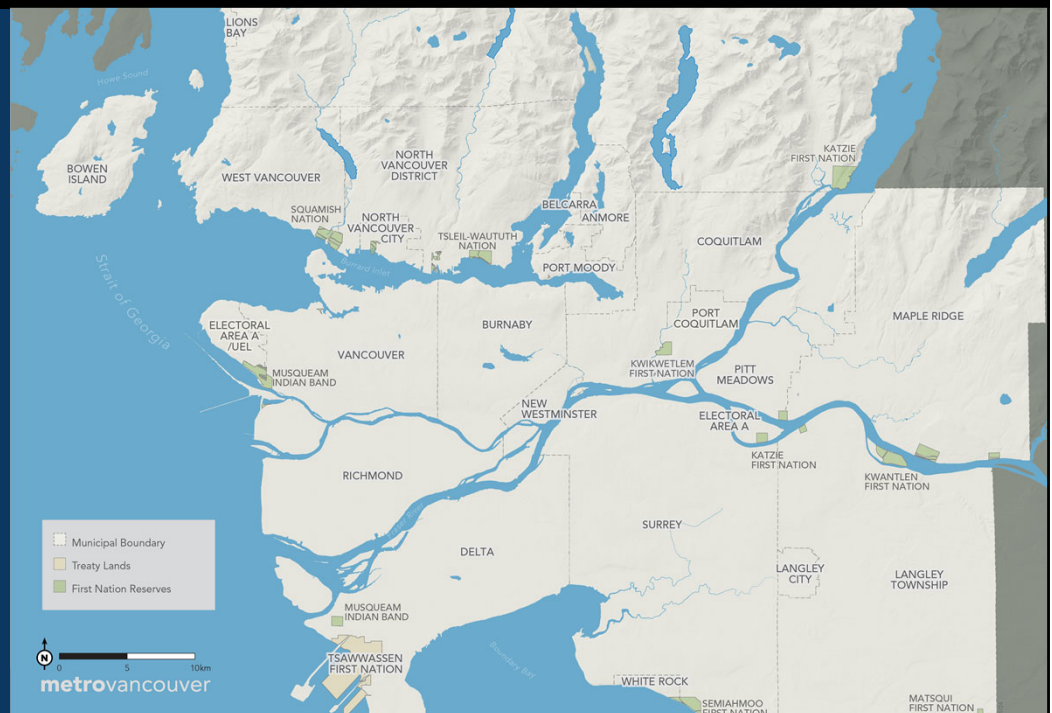 LIONS
BAY
Howe Sound
BOWEN
ISLAND
WEST VANCOUVER
NORTH
VANCOUVER
DISTRICT
KATZIE
FIRST NATION
SQUAMISH
NATION
NORTH
VANCOUVER
CITY
TSLEIL-WAUTUTH
NATION
BELCARRA
ANMORE
COQUITLAM
Burrard Inlet
PORT MOODY
Strait of Georgia
ELECTORAL
AREA A
/UEL
VANCOUVER
BURNABY
PORT
COQUITLAM
MAPLE RIDGE
MUSQUEAM
INDIAN BAND
KWIKWETLEM
FIRST NATION
PITT
MEADOWS
NEW
WESTMINSTER
ELECTORAL
AREA A
KATZIE
FIRST NATION
RICHMOND
KWANTLEN
FIRST NATION
Fraser River
SURREY
DELTA
LANGLEY
CITY
LANGLEY
TOWNSHIP
Municipal Boundary
Treaty Lands
First Nation Reserves
MUSQUEAM
INDIAN BAND
TSAWWASSEN
FIRST NATION
Boundary Bay
WHITE ROCK
SEMIAHMOO
FIRST NATION
MATSQUI
FIRST NATION
N
0 5 10km
metrovancouver